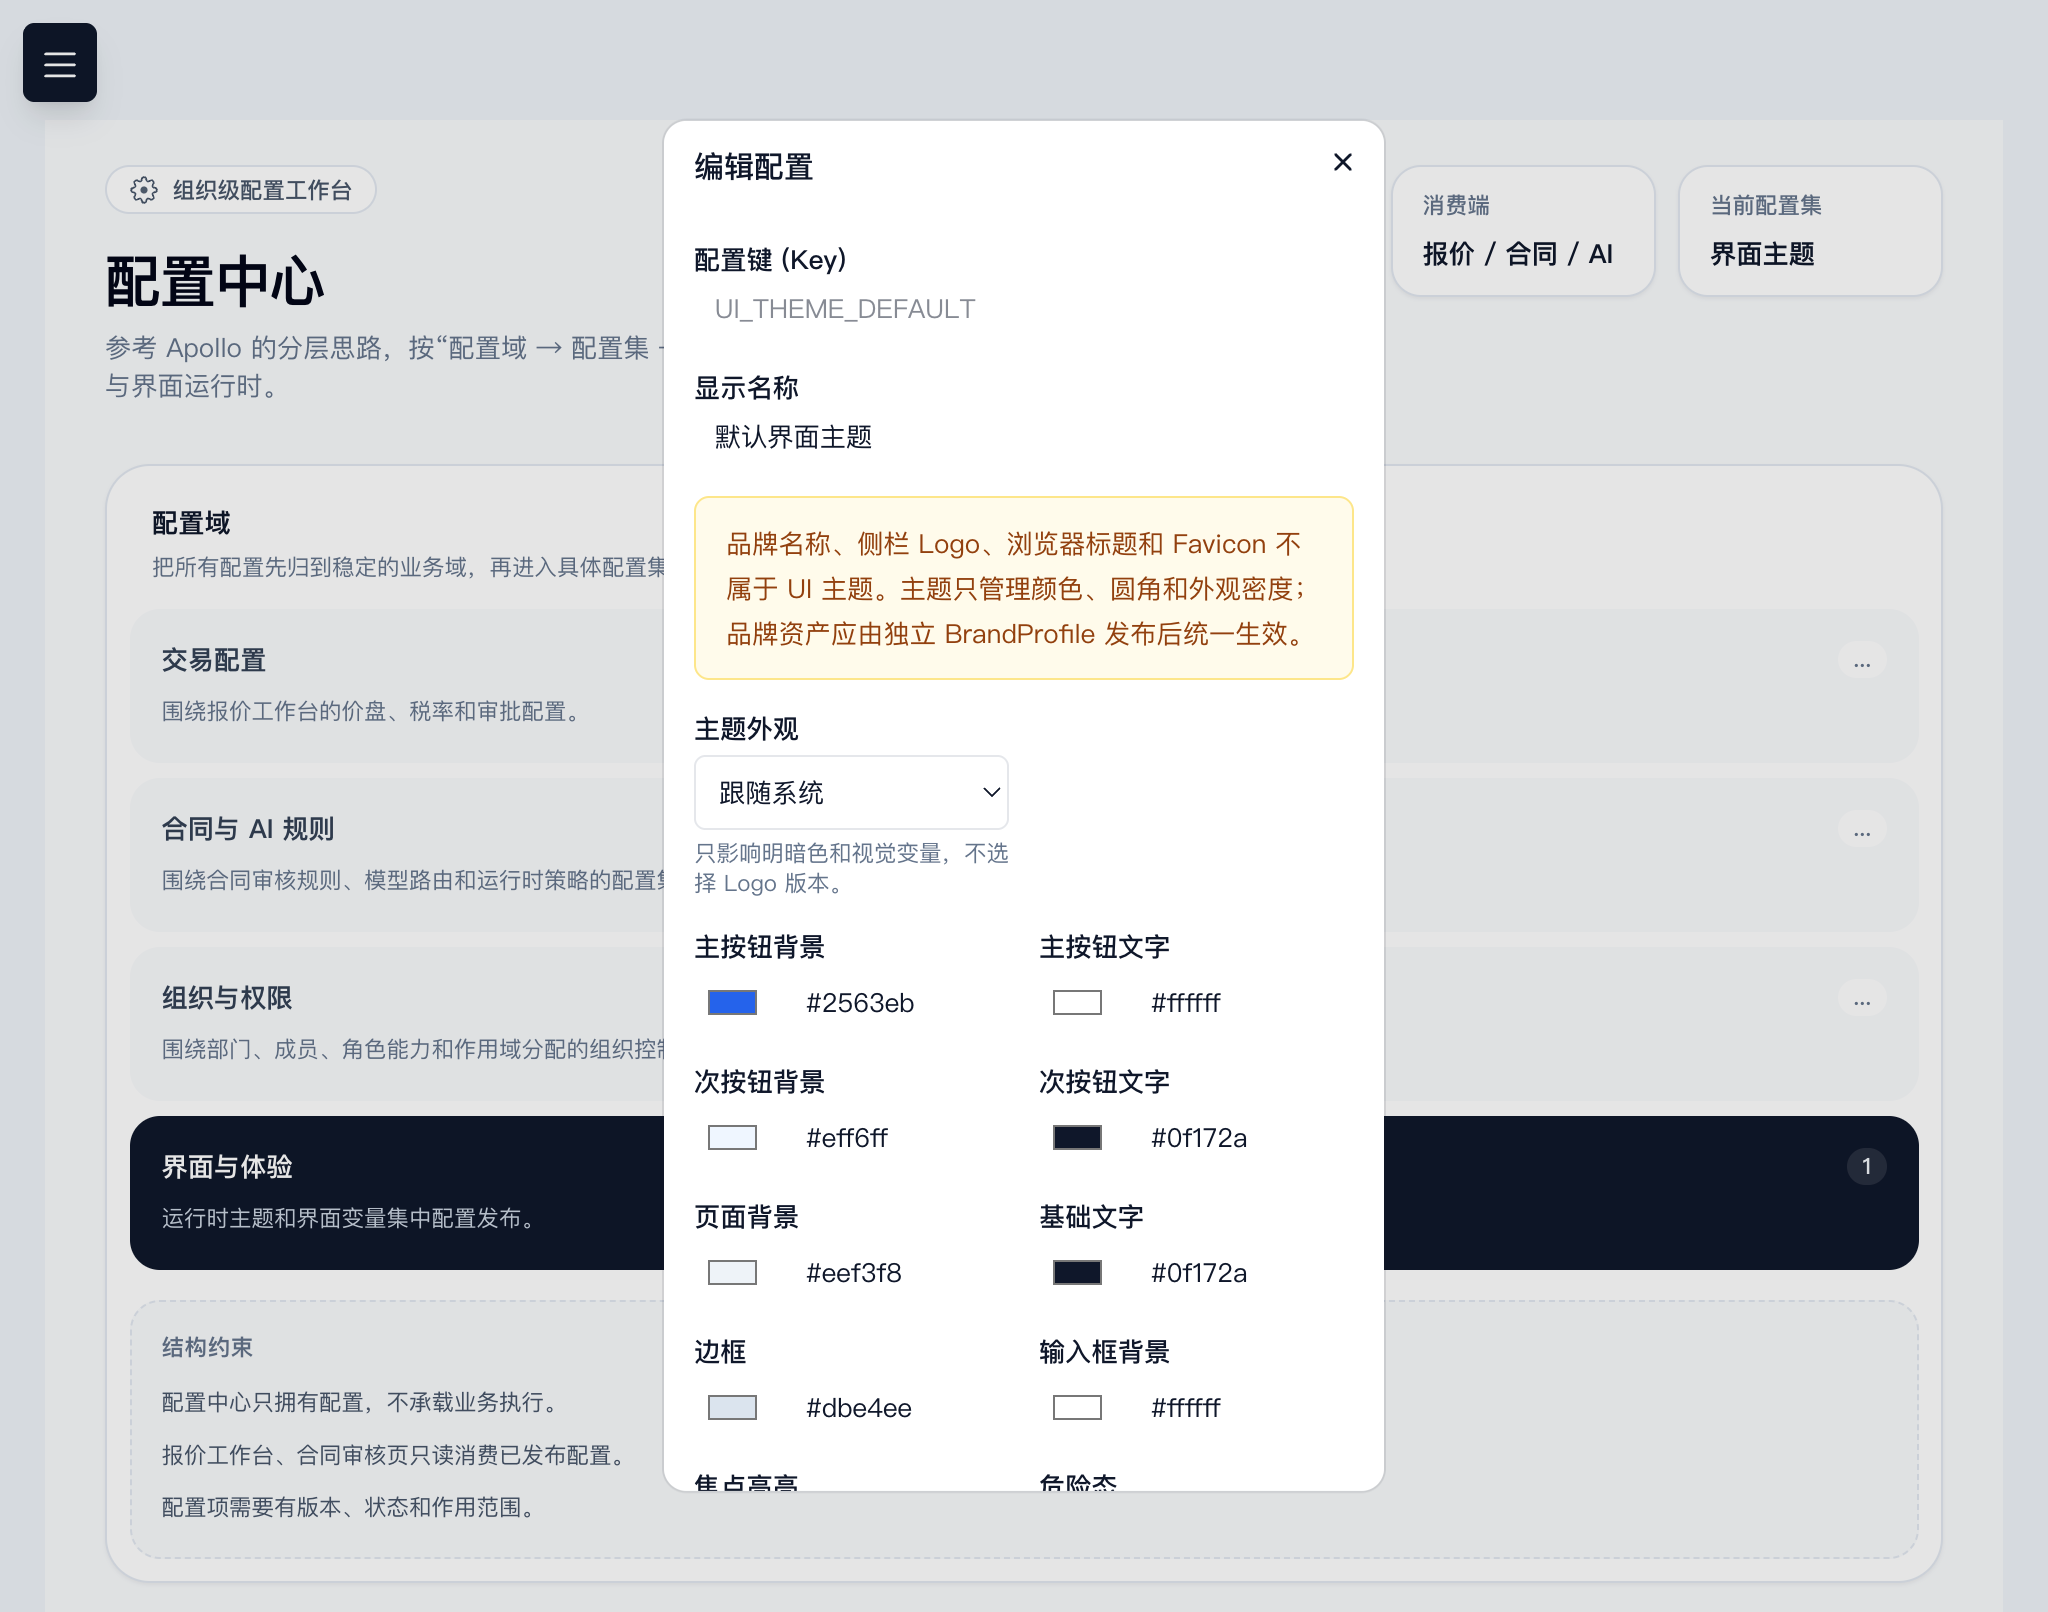 组织级配置工作台
配置中心
参考 Apollo 的分层思路，按“配置域 → 配置集
与界面运行时。
消费端
报价 / 合同 / AI
当前配置集
界面主题
配置域
把所有配置先归到稳定的业务域，再进入具体配置集
交易配置
围绕报价工作台的价盘、税率和审批配置。
...
合同与 AI 规则
围绕合同审核规则、模型路由和运行时策略的配置集
...
组织与权限
围绕部门、成员、角色能力和作用域分配的组织控制
...
界面与体验
运行时主题和界面变量集中配置发布。
1
结构约束
配置中心只拥有配置，不承载业务执行。
报价工作台、合同审核页只读消费已发布配置。
配置项需要有版本、状态和作用范围。
编辑配置
配置键 (Key)
UI_THEME_DEFAULT
显示名称
默认界面主题
品牌名称、侧栏 Logo、浏览器标题和 Favicon 不
属于 UI 主题。主题只管理颜色、圆角和外观密度；
品牌资产应由独立 BrandProfile 发布后统一生效。
主题外观
跟随系统
只影响明暗色和视觉变量，不选
择 Logo 版本。
主按钮背景
#2563eb
主按钮文字
#ffffff
次按钮背景
#eff6ff
次按钮文字
#0f172a
页面背景
#eef3f8
基础文字
#0f172a
边框
#dbe4ee
输入框背景
#ffffff
焦点高亮
危险态